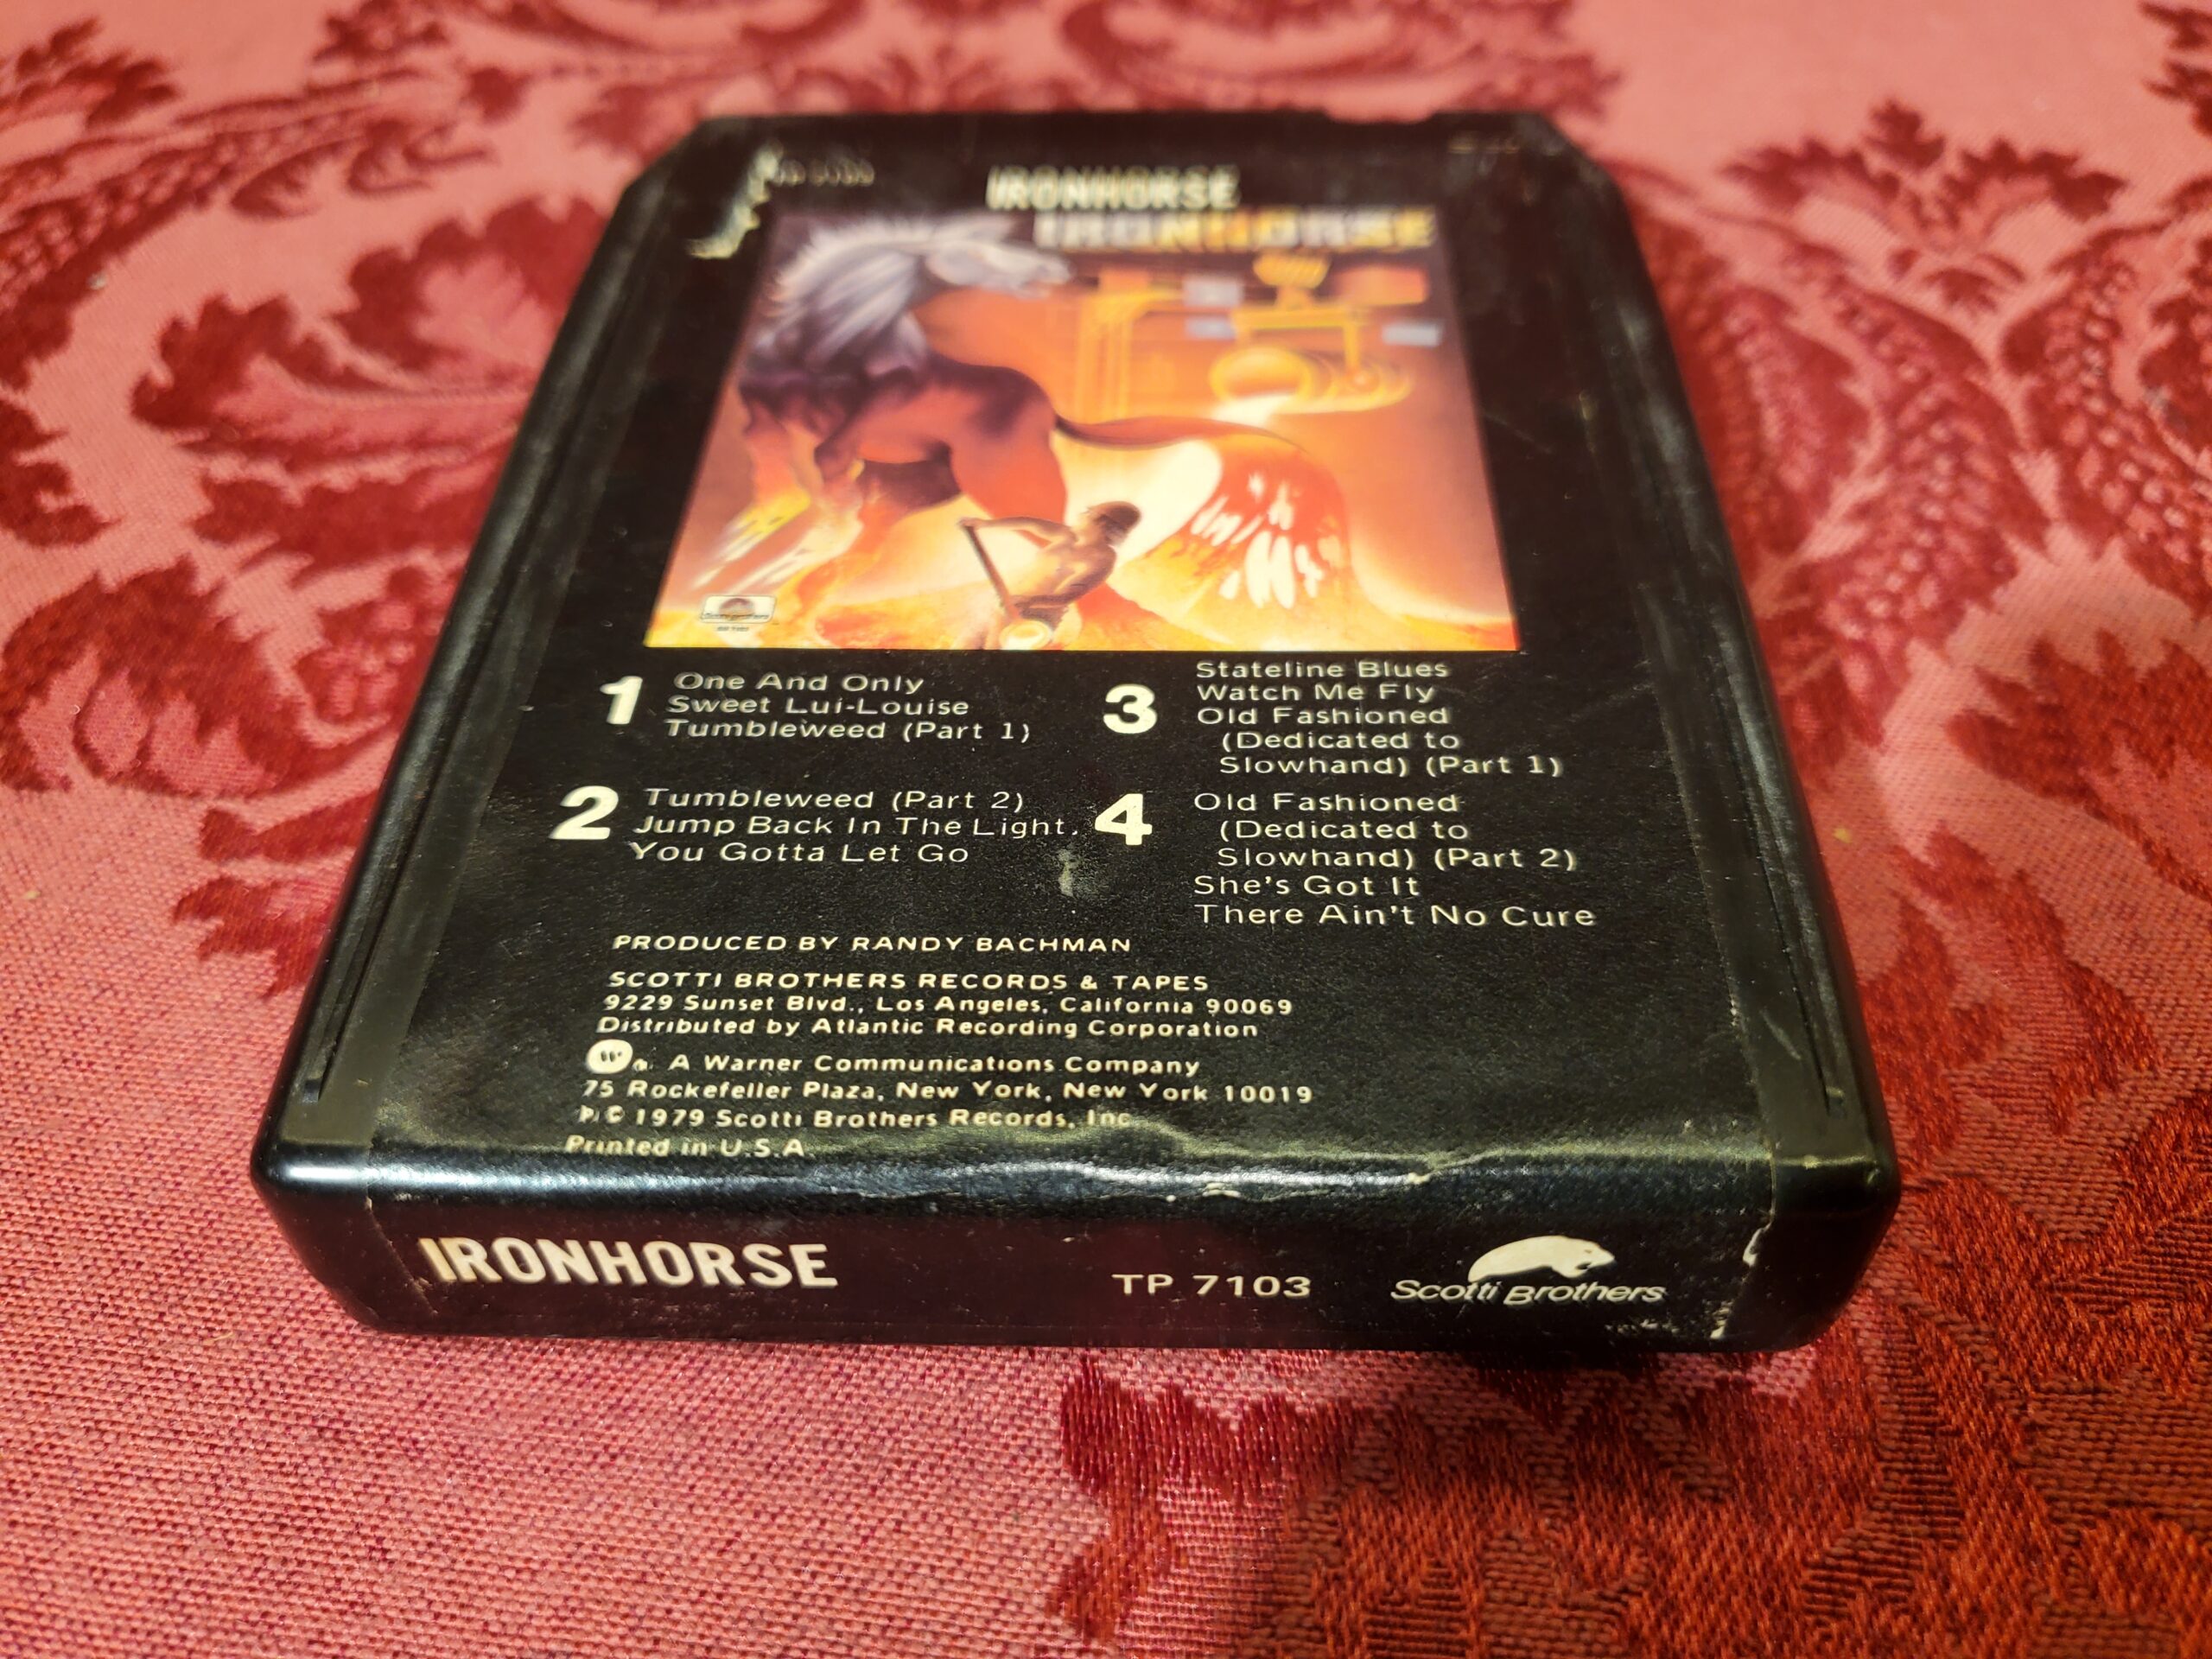 IRONHORSE
IRONHORSE
1
One And Only
Sweet Lui-Louise
Tumbleweed (Part 1)
2
Tumbleweed (Part 2)
Jump Back In The Light
You Gotta Let Go
3
Stateline Blues
Watch Me Fly
Old Fashioned
(Dedicated to
Slowhand) (Part 1)
4
Old Fashioned
(Dedicated to
Slowhand) (Part 2)
She's Got It
There Ain't No Cure
PRODUCED BY RANDY BACHMAN
SCOTTI BROTHERS RECORDS & TAPES
9229 Sunset Blvd., Los Angeles, California 90069
Distributed by Atlantic Recording Corporation
A Warner Communications Company
75 Rockefeller Plaza, New York, New York 10019
℗ © 1979 Scotti Brothers Records, Inc
Printed in U.S.A.
IRONHORSE
TP 7103
Scotti Brothers